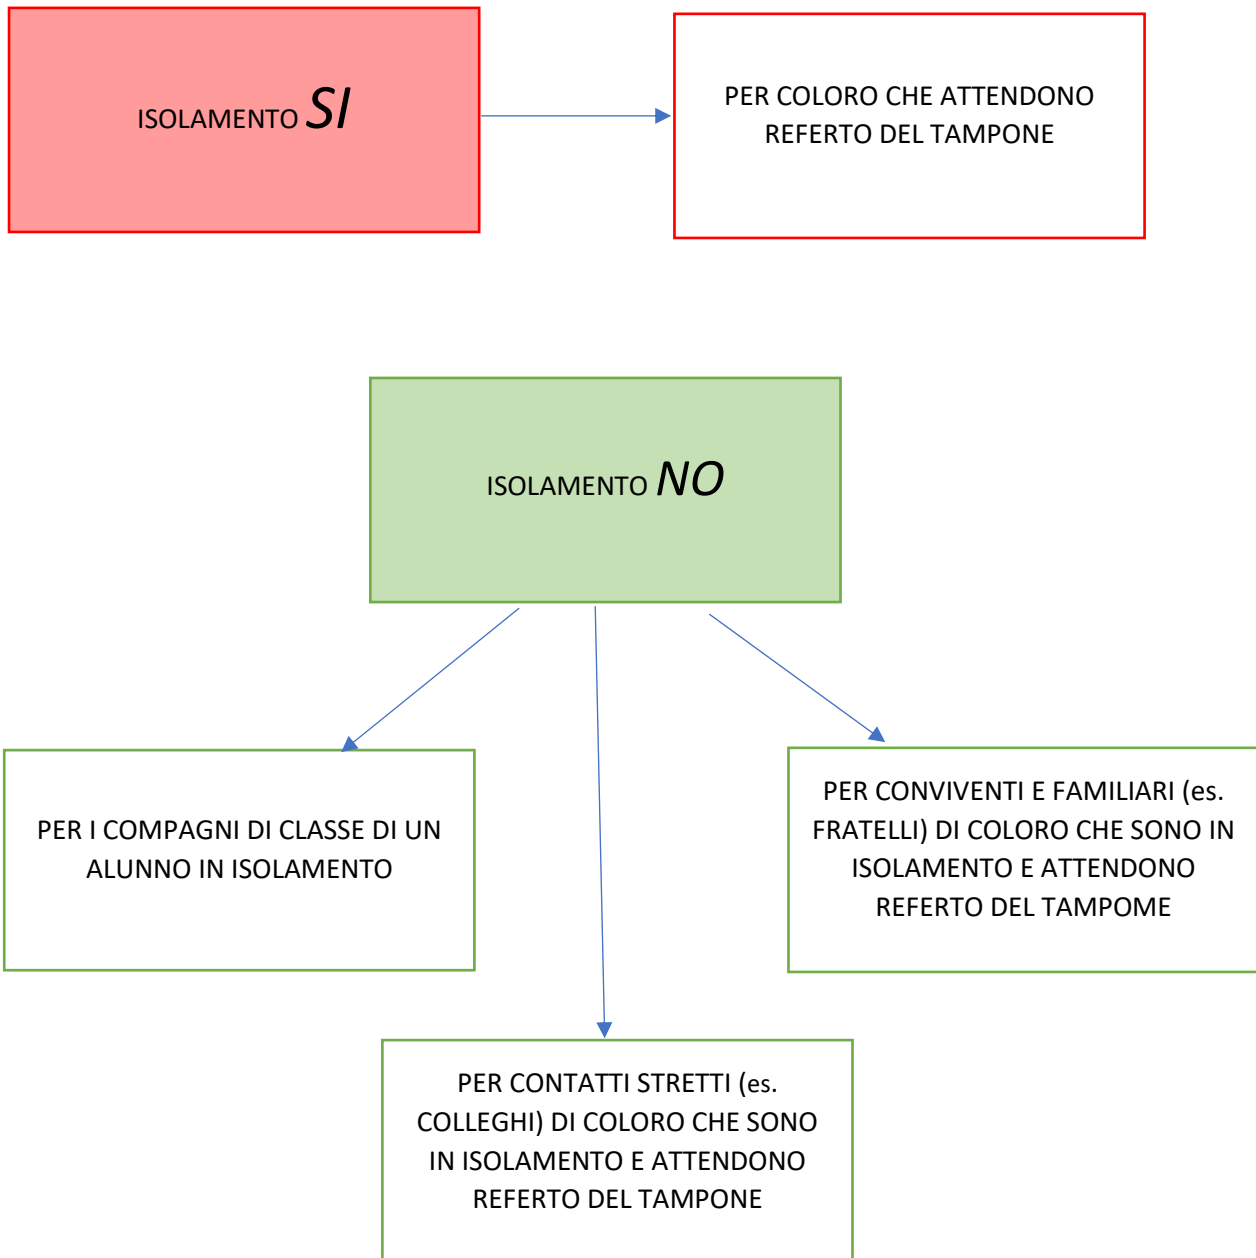 ISOLAMENTO SI
PER COLORO CHE ATTENDONO
REFERTO DEL TAMPONE
ISOLAMENTO NO
PER I COMPAGNI DI CLASSE DI UN
ALUNNO IN ISOLAMENTO
PER CONVIVENTI E FAMILIARI (es.
FRATELLI) DI COLORO CHE SONO IN
ISOLAMENTO E ATTENDONO
REFERTO DEL TAMPOME
PER CONTATTI STRETTI (es.
COLLEGHI) DI COLORO CHE SONO
IN ISOLAMENTO E ATTENDONO
REFERTO DEL TAMPONE